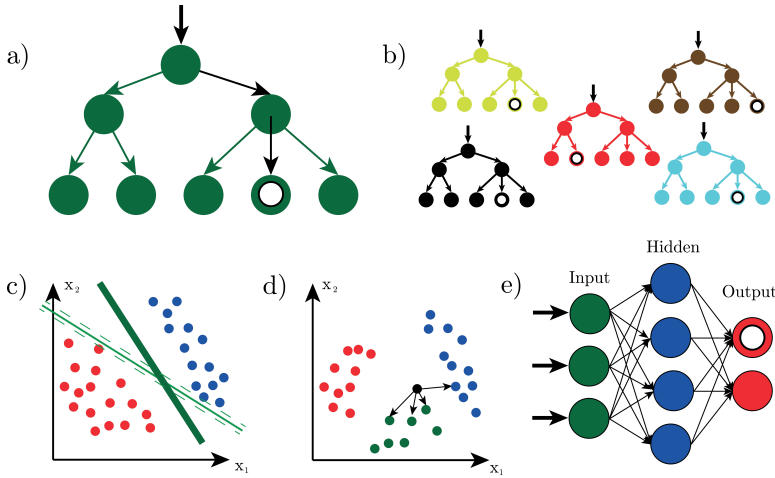 a)
b)
c)
x₂
x₁
d)
x₂
x₁
e)
Input
Hidden
Output